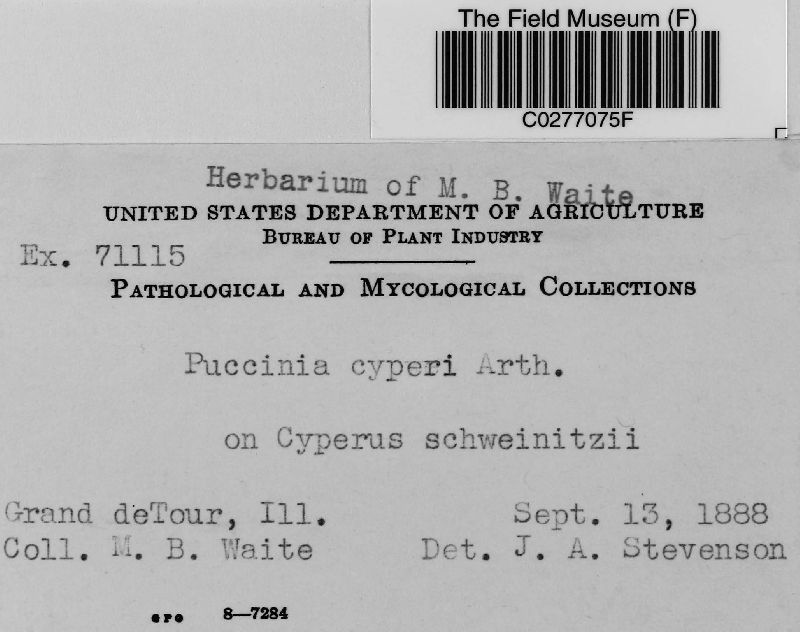 The Field Museum (F)
C0277075F
Herbarium of M. B. Waite
UNITED STATES DEPARTMENT OF AGRICULTURE
BUREAU OF PLANT INDUSTRY
Ex. 71115
PATHOLOGICAL AND MYCOLOGICAL COLLECTIONS
Puccinia cyperi Arth.
on Cyperus schweinitzii
Grand deTour, Ill. Sept. 13, 1888
Coll. M. B. Waite Det. J. A. Stevenson
GPO 8—7284